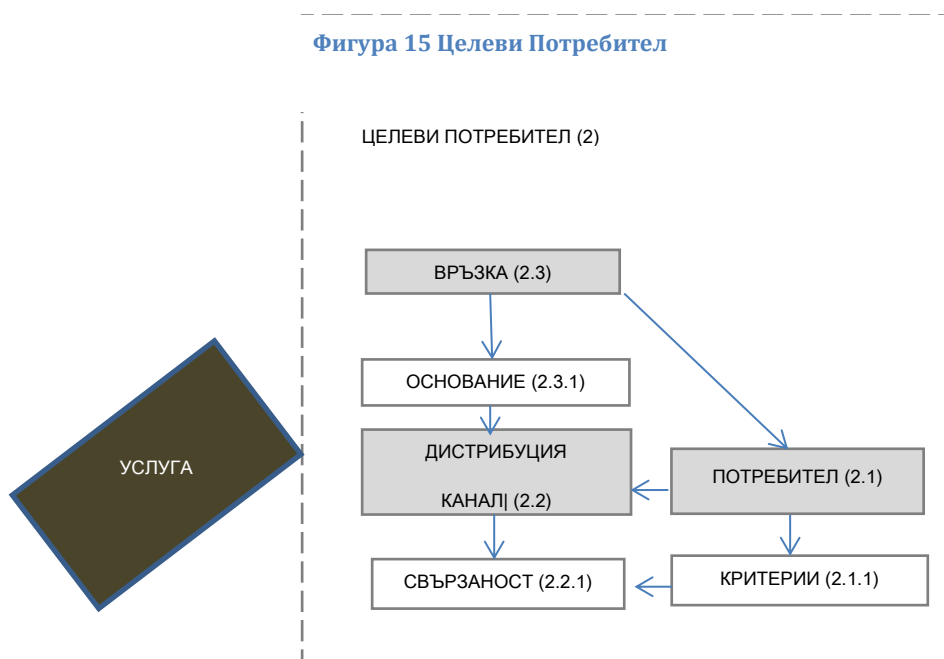 Фигура 15 Целеви Потребител
ЦЕЛЕВИ ПОТРЕБИТЕЛ (2)
ВРЪЗКА (2.3)
ОСНОВАНИЕ (2.3.1)
ДИСТРИБУЦИЯ
КАНАЛ| (2.2)
ПОТРЕБИТЕЛ (2.1)
УСЛУГА
СВЪРЗАНОСТ (2.2.1)
КРИТЕРИИ (2.1.1)